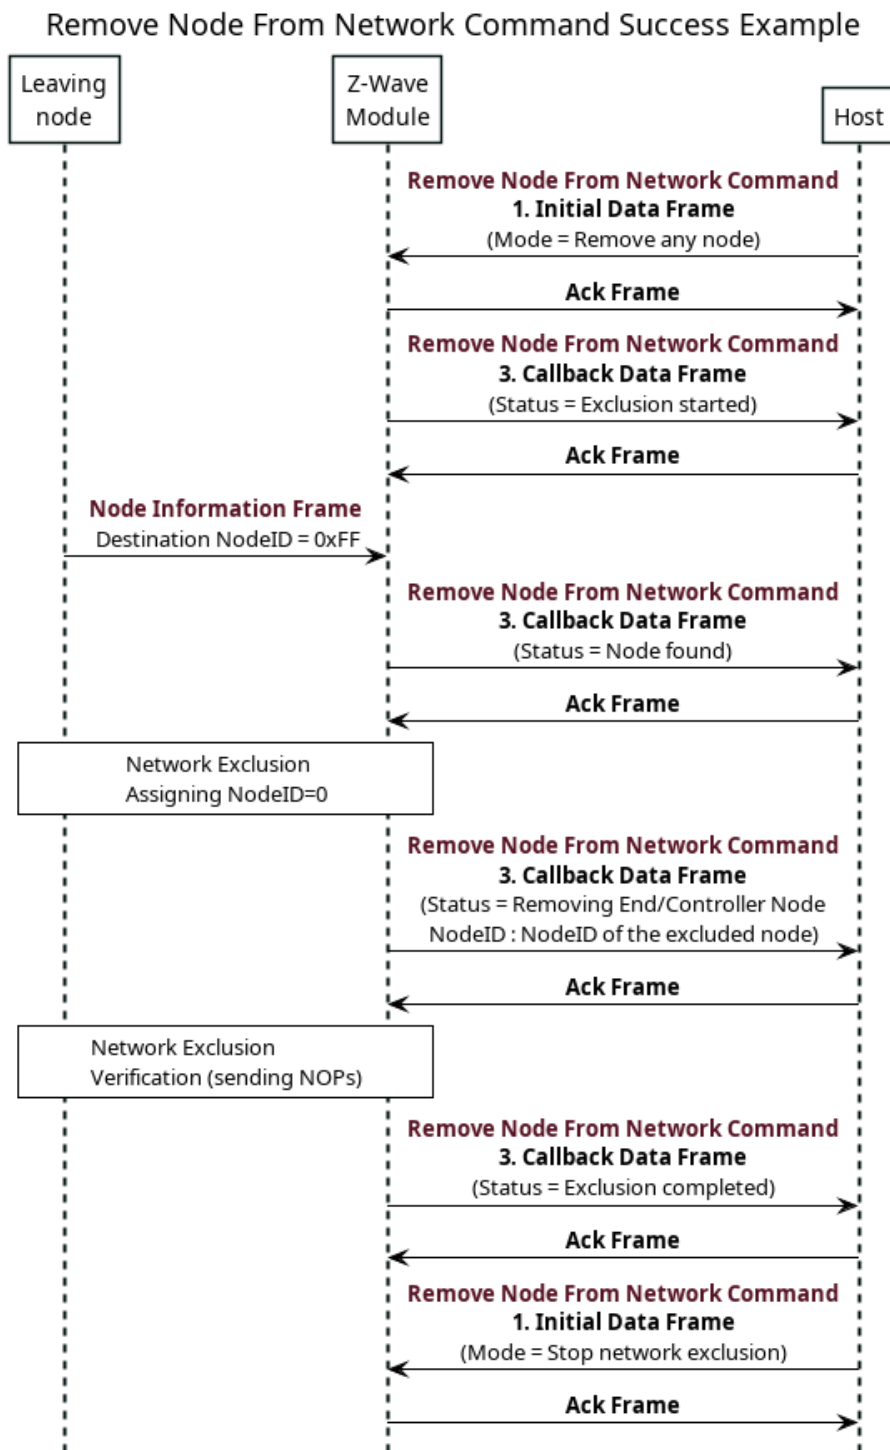 Remove Node From Network Command Success Example
Leaving
node
Z-Wave
Module
Host
Remove Node From Network Command
1. Initial Data Frame
(Mode = Remove any node)
Ack Frame
Remove Node From Network Command
3. Callback Data Frame
(Status = Exclusion started)
Ack Frame
Node Information Frame
Destination NodeID = 0xFF
Remove Node From Network Command
3. Callback Data Frame
(Status = Node found)
Ack Frame
Network Exclusion
Assigning NodeID=0
Remove Node From Network Command
3. Callback Data Frame
(Status = Removing End/Controller Node
NodeID : NodeID of the excluded node)
Ack Frame
Network Exclusion
Verification (sending NOPs)
Remove Node From Network Command
3. Callback Data Frame
(Status = Exclusion completed)
Ack Frame
Remove Node From Network Command
1. Initial Data Frame
(Mode = Stop network exclusion)
Ack Frame